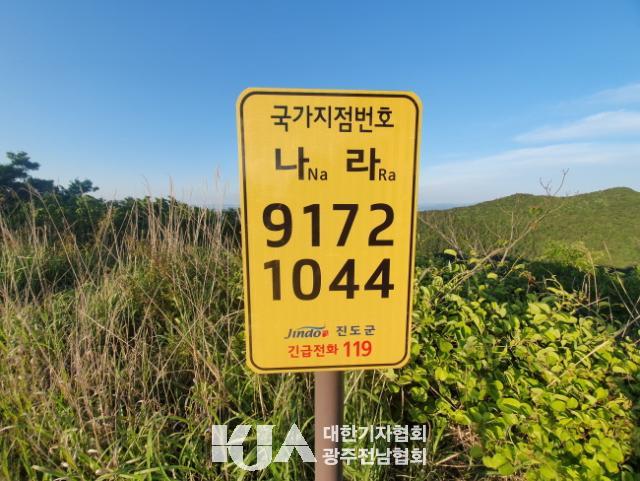 국가지점번호
나Na 라Ra
9172
1044
Jindo 진도군
긴급전화 119
KJA 대한기자협회
광주전남협회